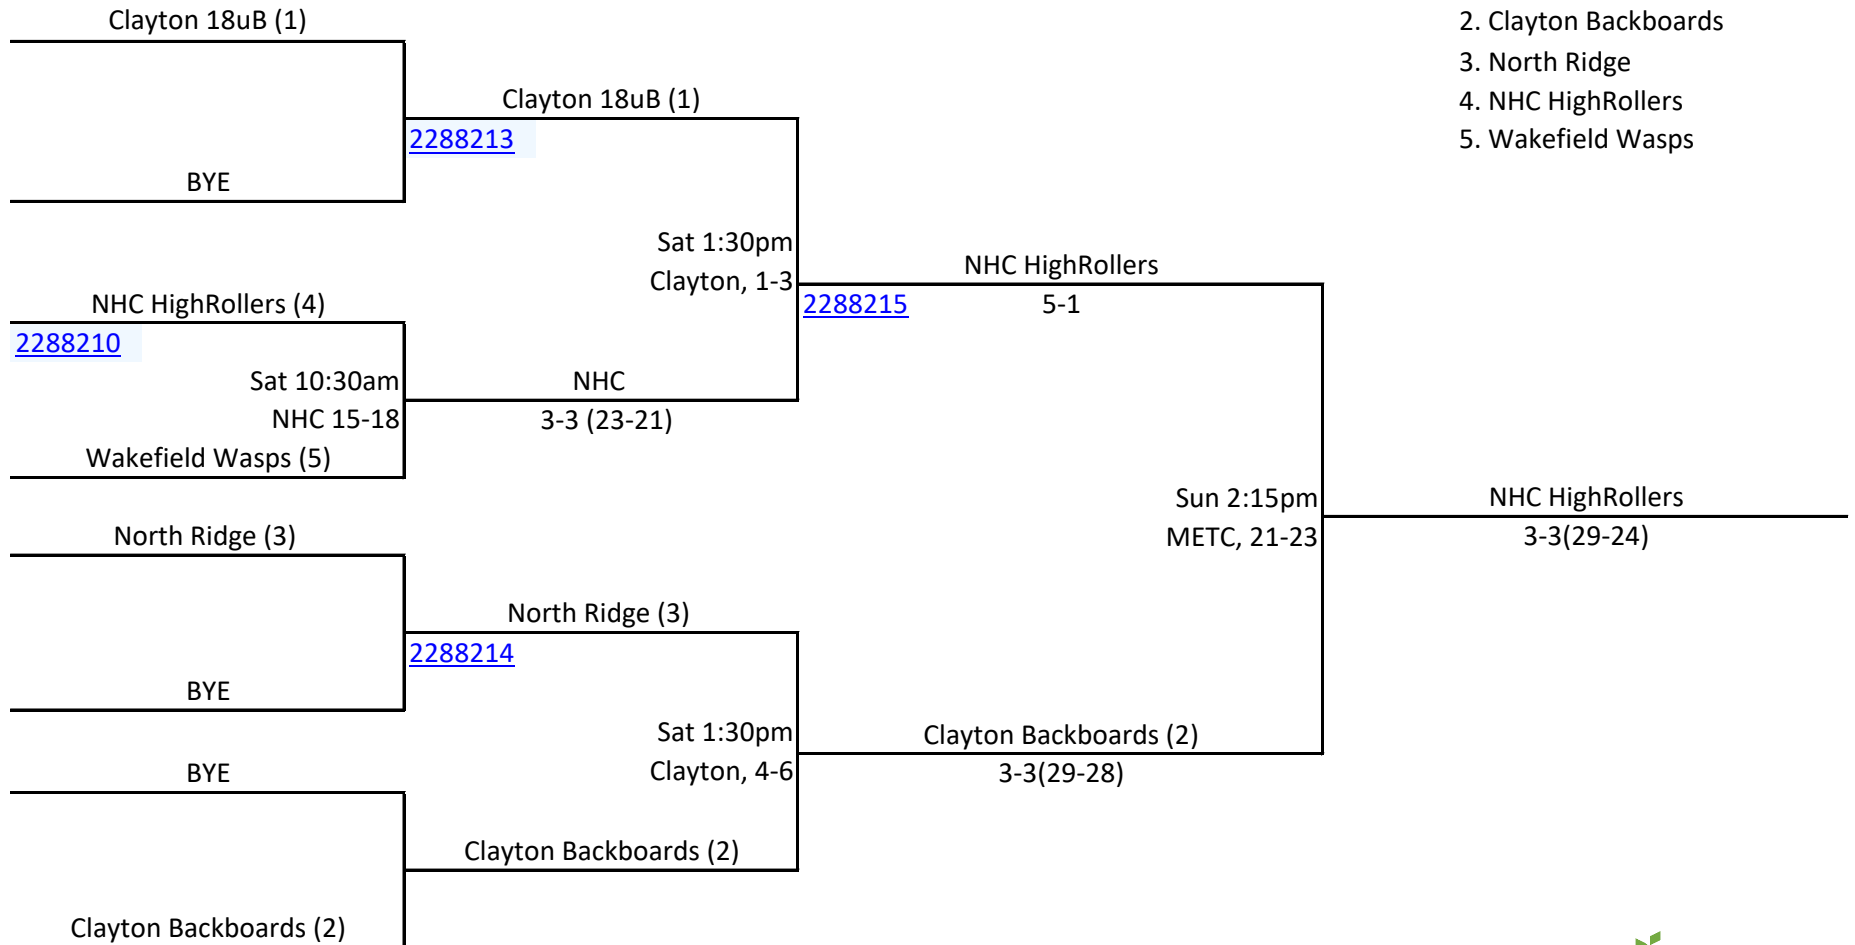 Clayton 18uB (1)
2. Clayton Backboards
3. North Ridge
Clayton 18uB (1)
4. NHC HighRollers
2288213
5. Wakefield Wasps
BYE
Sat 1:30pm
NHC HighRollers
Clayton, 1-3
NHC HighRollers (4)
2288215
5-1
2288210
Sat 10:30am
NHC
NHC 15-18
3-3 (23-21)
Wakefield Wasps (5)
Sun 2:15pm
NHC HighRollers
North Ridge (3)
METC, 21-23
3-3(29-24)
North Ridge (3)
2288214
BYE
Sat 1:30pm
Clayton Backboards (2)
BYE
Clayton, 4-6
3-3(29-28)
Clayton Backboards (2)
Clayton Backboards (2)